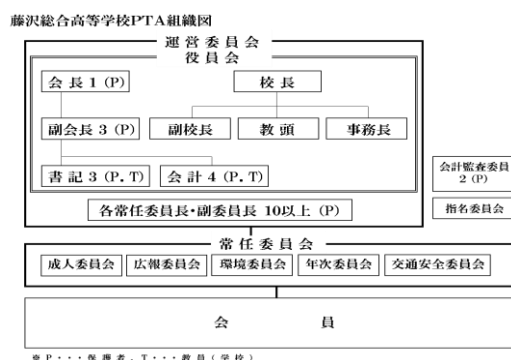 藤沢総合高等学校PTA組織図
運営委員会
役員会
会長1(P)
校長
副会長3(P)
副校長
教頭
事務長
書記3(P.T)
会計4(P.T)
会計監査委員
2(P)
各常任委員長・副委員長 10以上(P)
指名委員会
常任委員会
成人委員会
広報委員会
環境委員会
年次委員会
交通安全委員会
会員
※P・・・保護者、T・・・教員(学校)